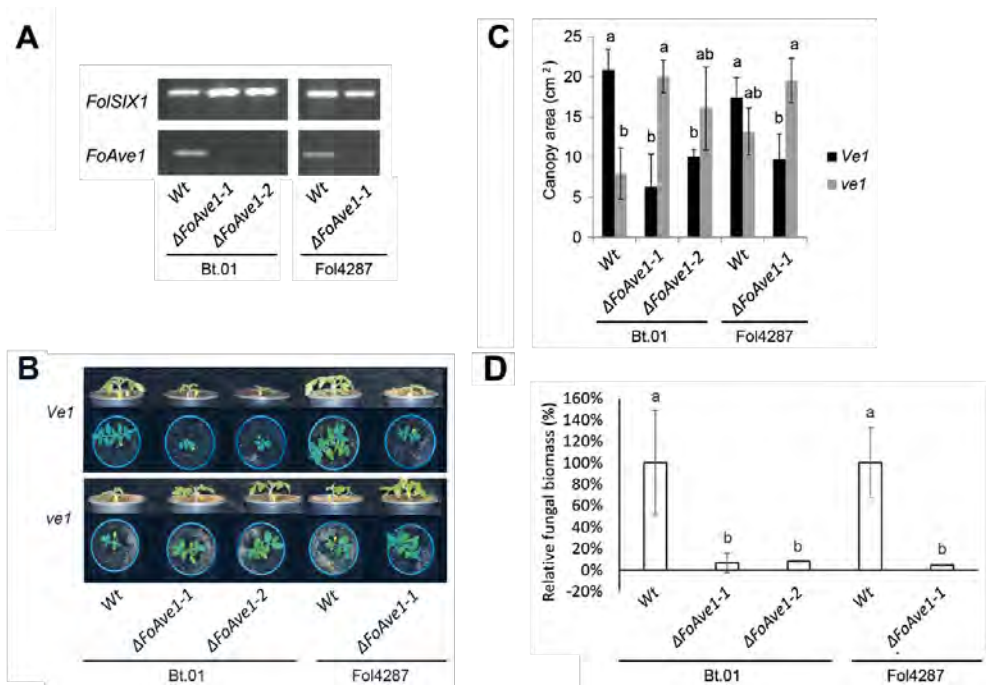 A
FolSIX1
FoAve1
Wt
ΔFoAve1-1
ΔFoAve1-2
Wt
ΔFoAve1-1
Bt.01
Fol4287
B
Ve1
ve1
Wt
ΔFoAve1-1
ΔFoAve1-2
Wt
ΔFoAve1-1
Bt.01
Fol4287
C
Canopy area (cm²)
25
20
15
10
5
0
a
b
b
a
b
ab
a
ab
b
a
Ve1
ve1
Wt
ΔFoAve1-1
ΔFoAve1-2
Wt
ΔFoAve1-1
Bt.01
Fol4287
D
Relative fungal biomass (%)
160%
140%
120%
100%
80%
60%
40%
20%
0%
-20%
a
b
b
a
b
Wt
ΔFoAve1-1
ΔFoAve1-2
Wt
ΔFoAve1-1
Bt.01
Fol4287